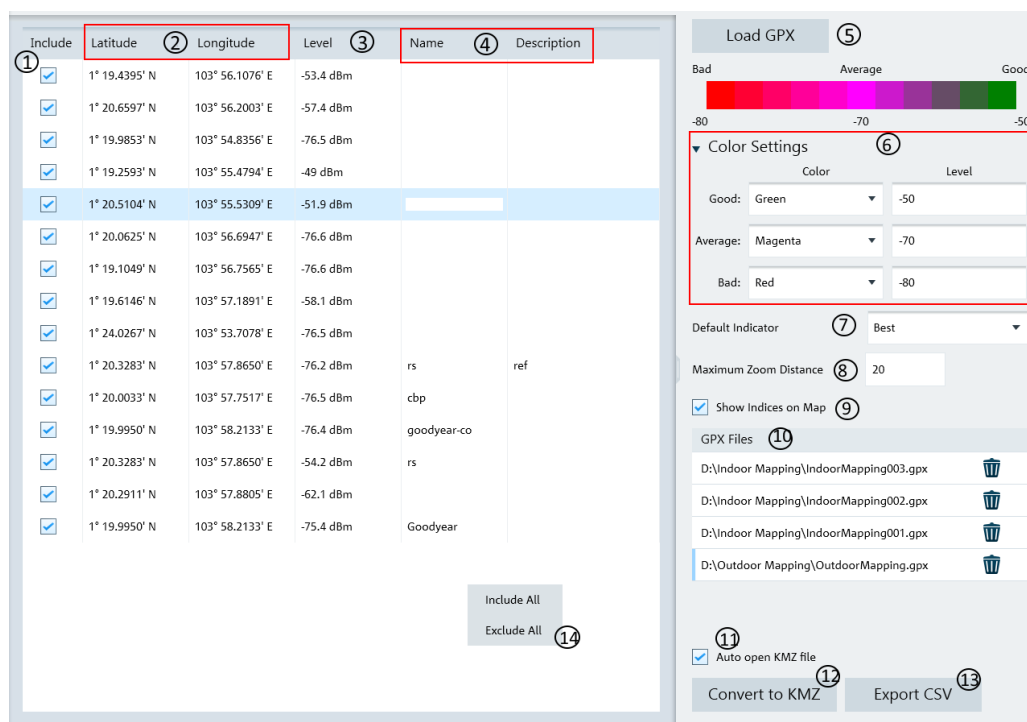 Include Latitude ② Longitude Level ③ Name ④ Description
①
1° 19.4395' N 103° 56.1076' E -53.4 dBm
1° 20.6597' N 103° 56.2003' E -57.4 dBm
1° 19.9853' N 103° 54.8356' E -76.5 dBm
1° 19.2593' N 103° 55.4794' E -49 dBm
1° 20.5104' N 103° 55.5309' E -51.9 dBm
1° 20.0625' N 103° 56.6947' E -76.6 dBm
1° 19.1049' N 103° 56.7565' E -76.6 dBm
1° 19.6146' N 103° 57.1891' E -58.1 dBm
1° 24.0267' N 103° 53.7078' E -76.5 dBm
1° 20.3283' N 103° 57.8650' E -76.2 dBm rs ref
1° 20.0033' N 103° 57.7517' E -76.5 dBm cbp
1° 19.9950' N 103° 58.2133' E -76.4 dBm goodyear-co
1° 20.3283' N 103° 57.8650' E -54.2 dBm rs
1° 20.2911' N 103° 57.8805' E -62.1 dBm
1° 19.9950' N 103° 58.2133' E -75.4 dBm Goodyear
Include All
Exclude All ⑭
Load GPX ⑤
Bad Average Good
-80 -70 -50
Color Settings ⑥
Color Level
Good: Green -50
Average: Magenta -70
Bad: Red -80
Default Indicator ⑦ Best
Maximum Zoom Distance ⑧ 20
Show Indices on Map ⑨
GPX Files ⑩
D:\Indoor Mapping\IndoorMapping003.gpx
D:\Indoor Mapping\IndoorMapping002.gpx
D:\Indoor Mapping\IndoorMapping001.gpx
D:\Outdoor Mapping\OutdoorMapping.gpx
⑪
Auto open KMZ file
Convert to KMZ ⑫ Export CSV ⑬